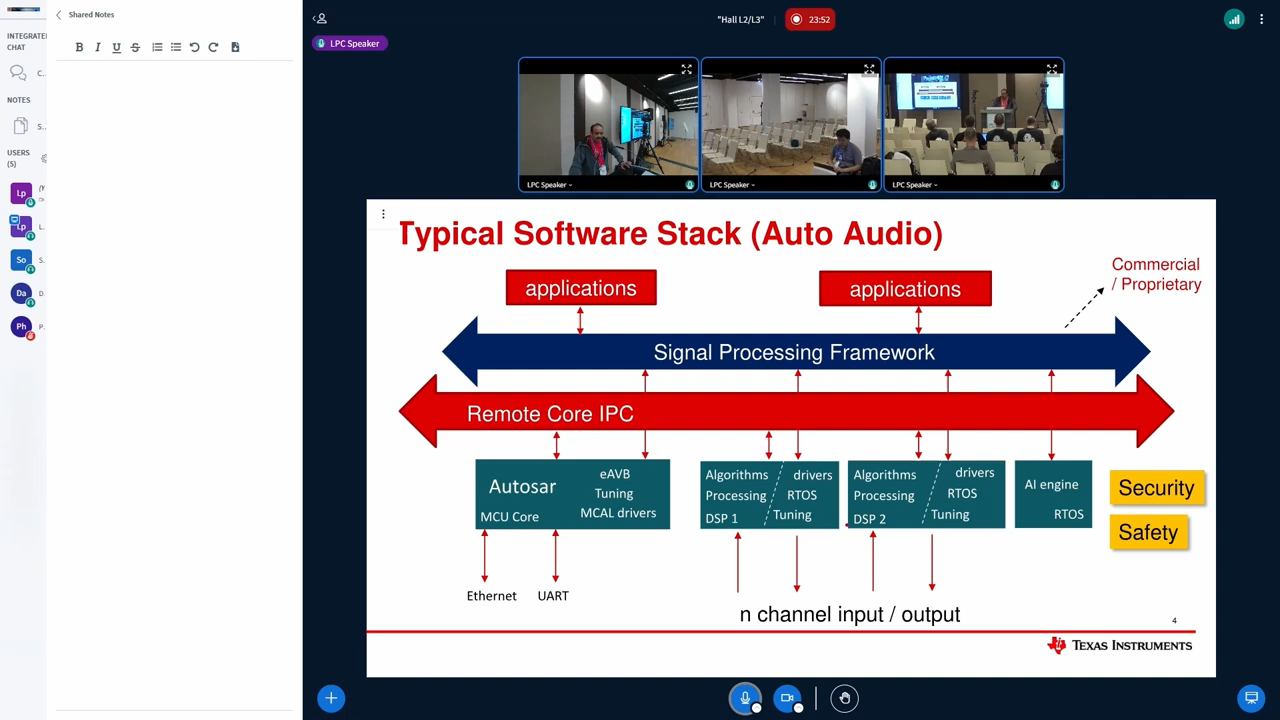 Shared Notes
INTEGRATE
CHAT
C...
NOTES
S...
USERS
(5)
Lp
Lp
L...
So
S...
Da
D.
Ph
P.
"Hall L2/L3"
23:52
LPC Speaker
LPC Speaker
LPC Speaker
LPC Speaker
Typical Software Stack (Auto Audio)
Commercial
/ Proprietary
applications
applications
Signal Processing Framework
Remote Core IPC
Autosar
MCU Core
eAVB
Tuning
MCAL drivers
Algorithms
Processing
DSP 1
drivers
RTOS
Tuning
Algorithms
Processing
DSP 2
drivers
RTOS
Tuning
AI engine
RTOS
Security
Safety
Ethernet
UART
n channel input / output
4
TEXAS INSTRUMENTS